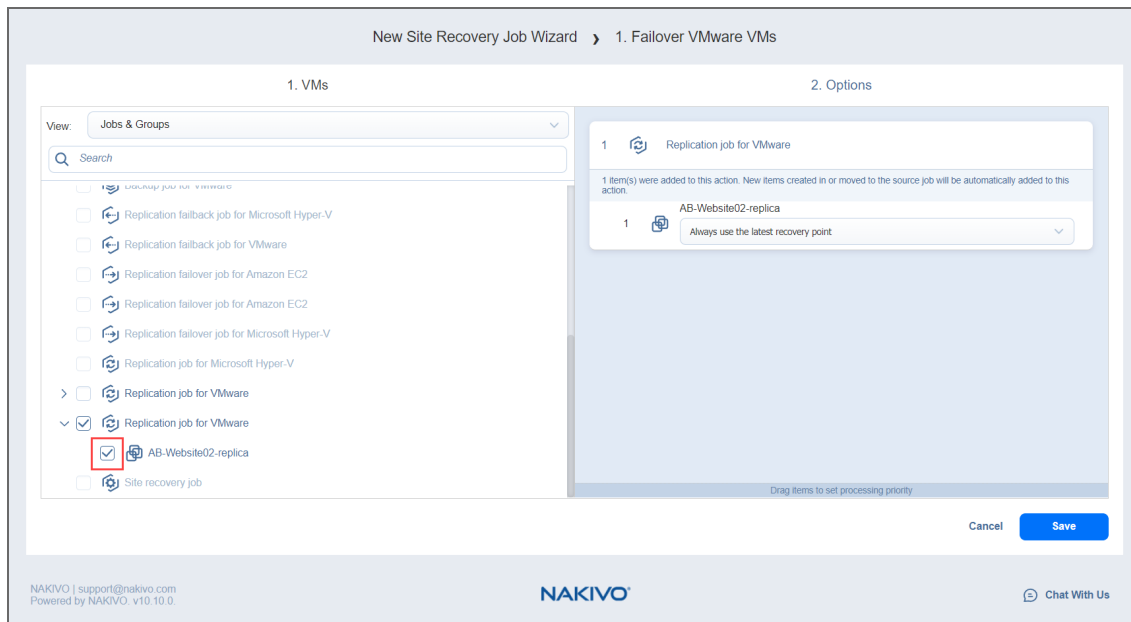 New Site Recovery Job Wizard › 1. Failover VMware VMs
1. VMs
2. Options
View:
Jobs & Groups
Search
Backup job for VMware
Replication failback job for Microsoft Hyper-V
Replication failback job for VMware
Replication failover job for Amazon EC2
Replication failover job for Amazon EC2
Replication failover job for Microsoft Hyper-V
Replication job for Microsoft Hyper-V
Replication job for VMware
Replication job for VMware
AB-Website02-replica
Site recovery job
1 Replication job for VMware
1 item(s) were added to this action. New items created in or moved to the source job will be automatically added to this
action.
AB-Website02-replica
1
Always use the latest recovery point
Drag items to set processing priority
Cancel
Save
NAKIVO | support@nakivo.com
Powered by NAKIVO. v10.10.0.
NAKIVO®
Chat With Us